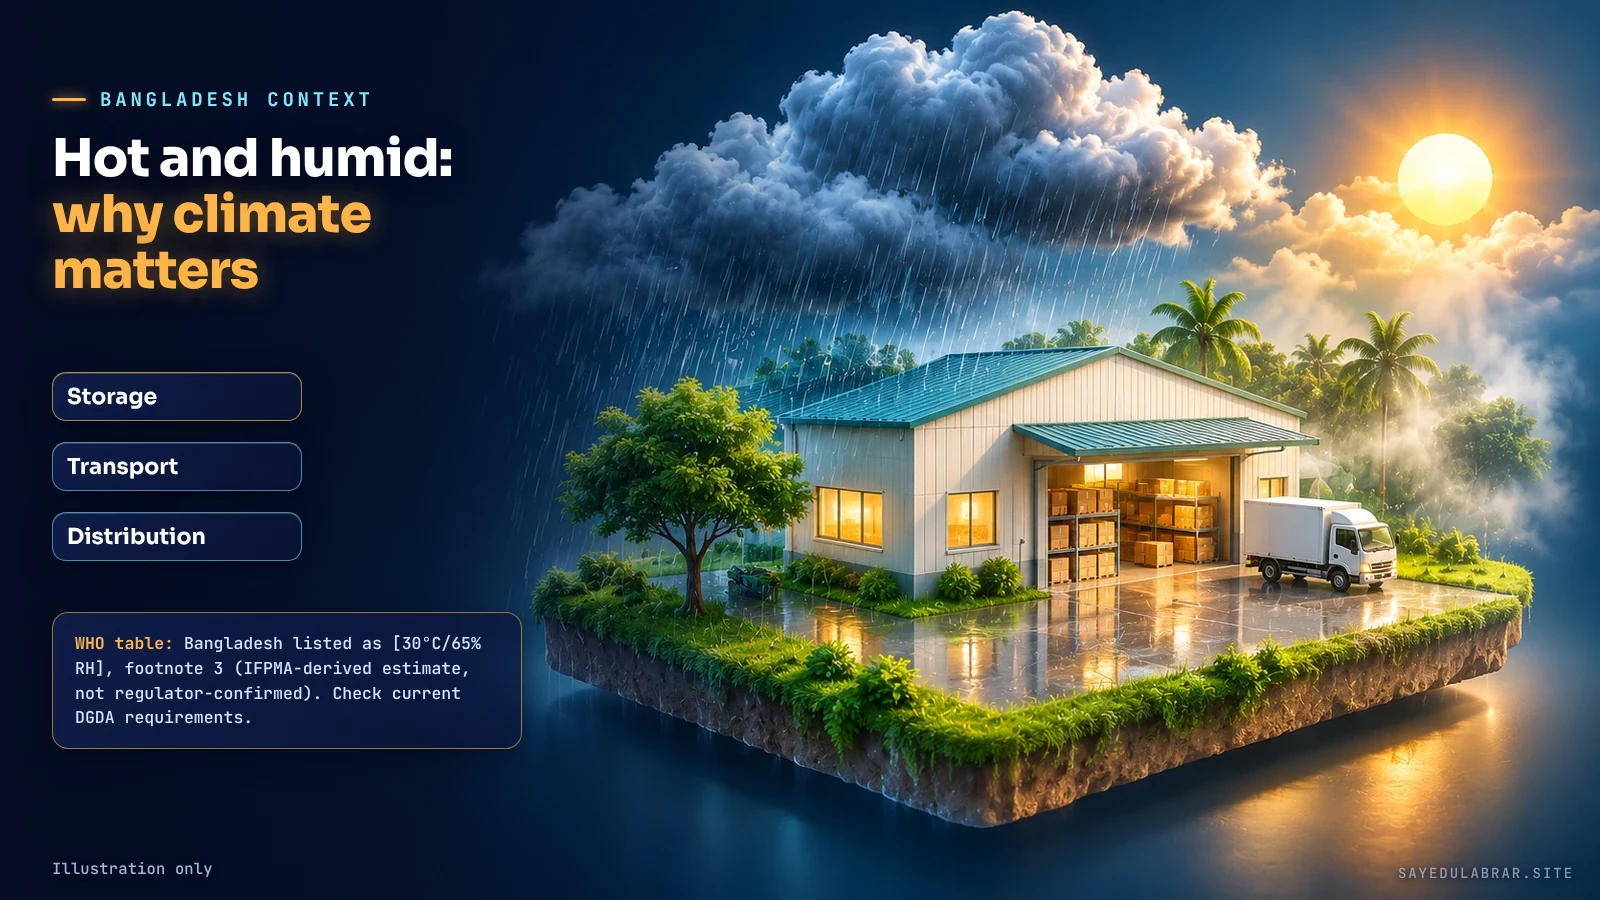 BANGLADESH CONTEXT
Hot and humid:
why climate
matters
Storage
Transport
Distribution
WHO table: Bangladesh listed as [30°C/65%
RH], footnote 3 (IFPMA-derived estimate,
not regulator-confirmed). Check current
DGDA requirements.
Illustration only
SAYEDULABRAR.SITE